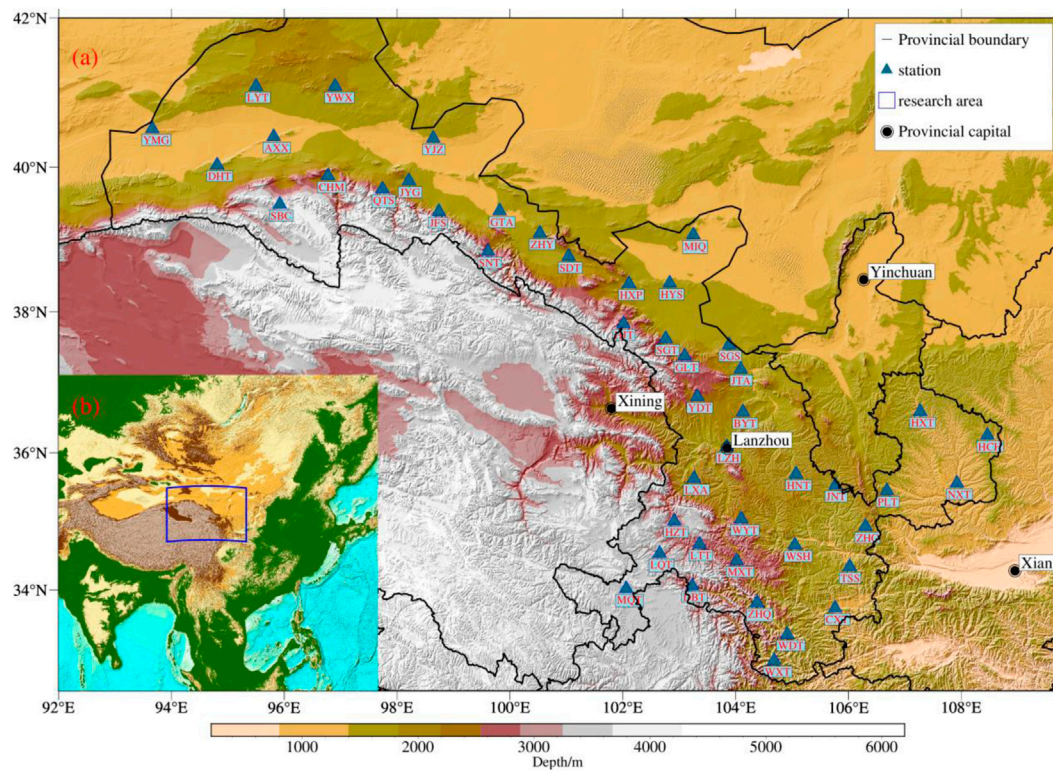 42°N
(a)
— Provincial boundary
station
research area
Provincial capital
LYT
YWX
YMG
AXX
YJZ
40°N
DHT
CHM
QTS
JYG
SBC
JFS
GTA
ZHY
MIQ
SNT
SDT
Yinchuan
HXP
HYS
38°N
SGT
SGS
GLT
JTA
(b)
Xining
YDT
BYT
HXT
Lanzhou
LZH
HCH
LXA
HNT
JNT
PLT
NXT
36°N
HZT
WYT
LTT
WSH
LQT
MXT
TSS
Xian
34°N
MQT
ZHQ
WDT
WXT
92°E
94°E
96°E
98°E
100°E
102°E
104°E
106°E
108°E
1000
2000
3000
4000
5000
6000
Depth/m